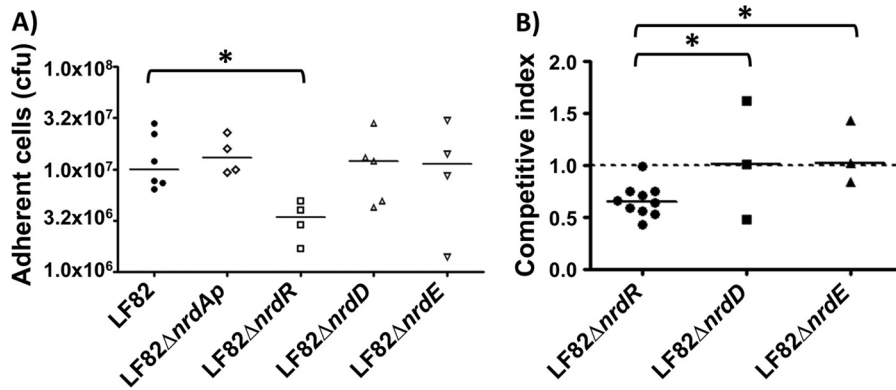 A)
*
Adherent cells (cfu)
1.0x10⁸
3.2x10⁷
1.0x10⁷
3.2x10⁶
1.0x10⁶
LF82
LF82ΔnrdAp
LF82ΔnrdR
LF82ΔnrdD
LF82ΔnrdE
B)
*
*
Competitive index
2.0
1.5
1.0
0.5
0.0
LF82ΔnrdR
LF82ΔnrdD
LF82ΔnrdE